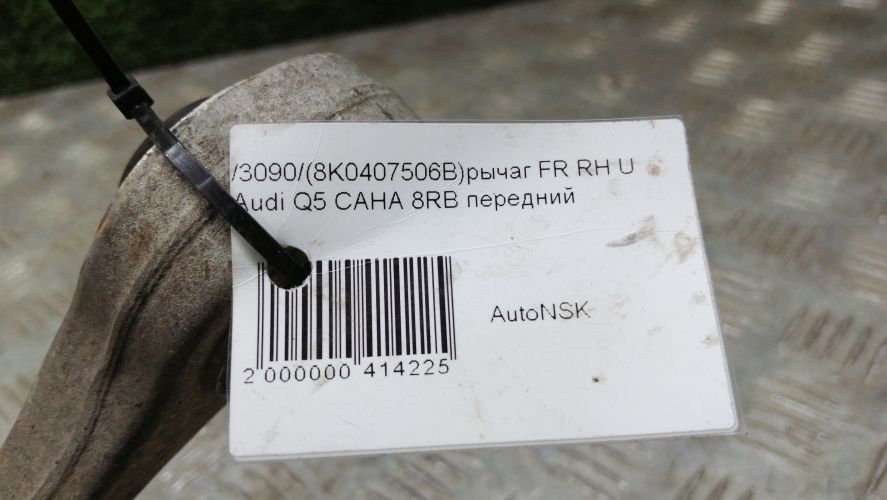 /3090/(8K0407506B)рычаг FR RH U
Audi Q5 CAHA 8RB передний
AutoNSK
2 000000 414225